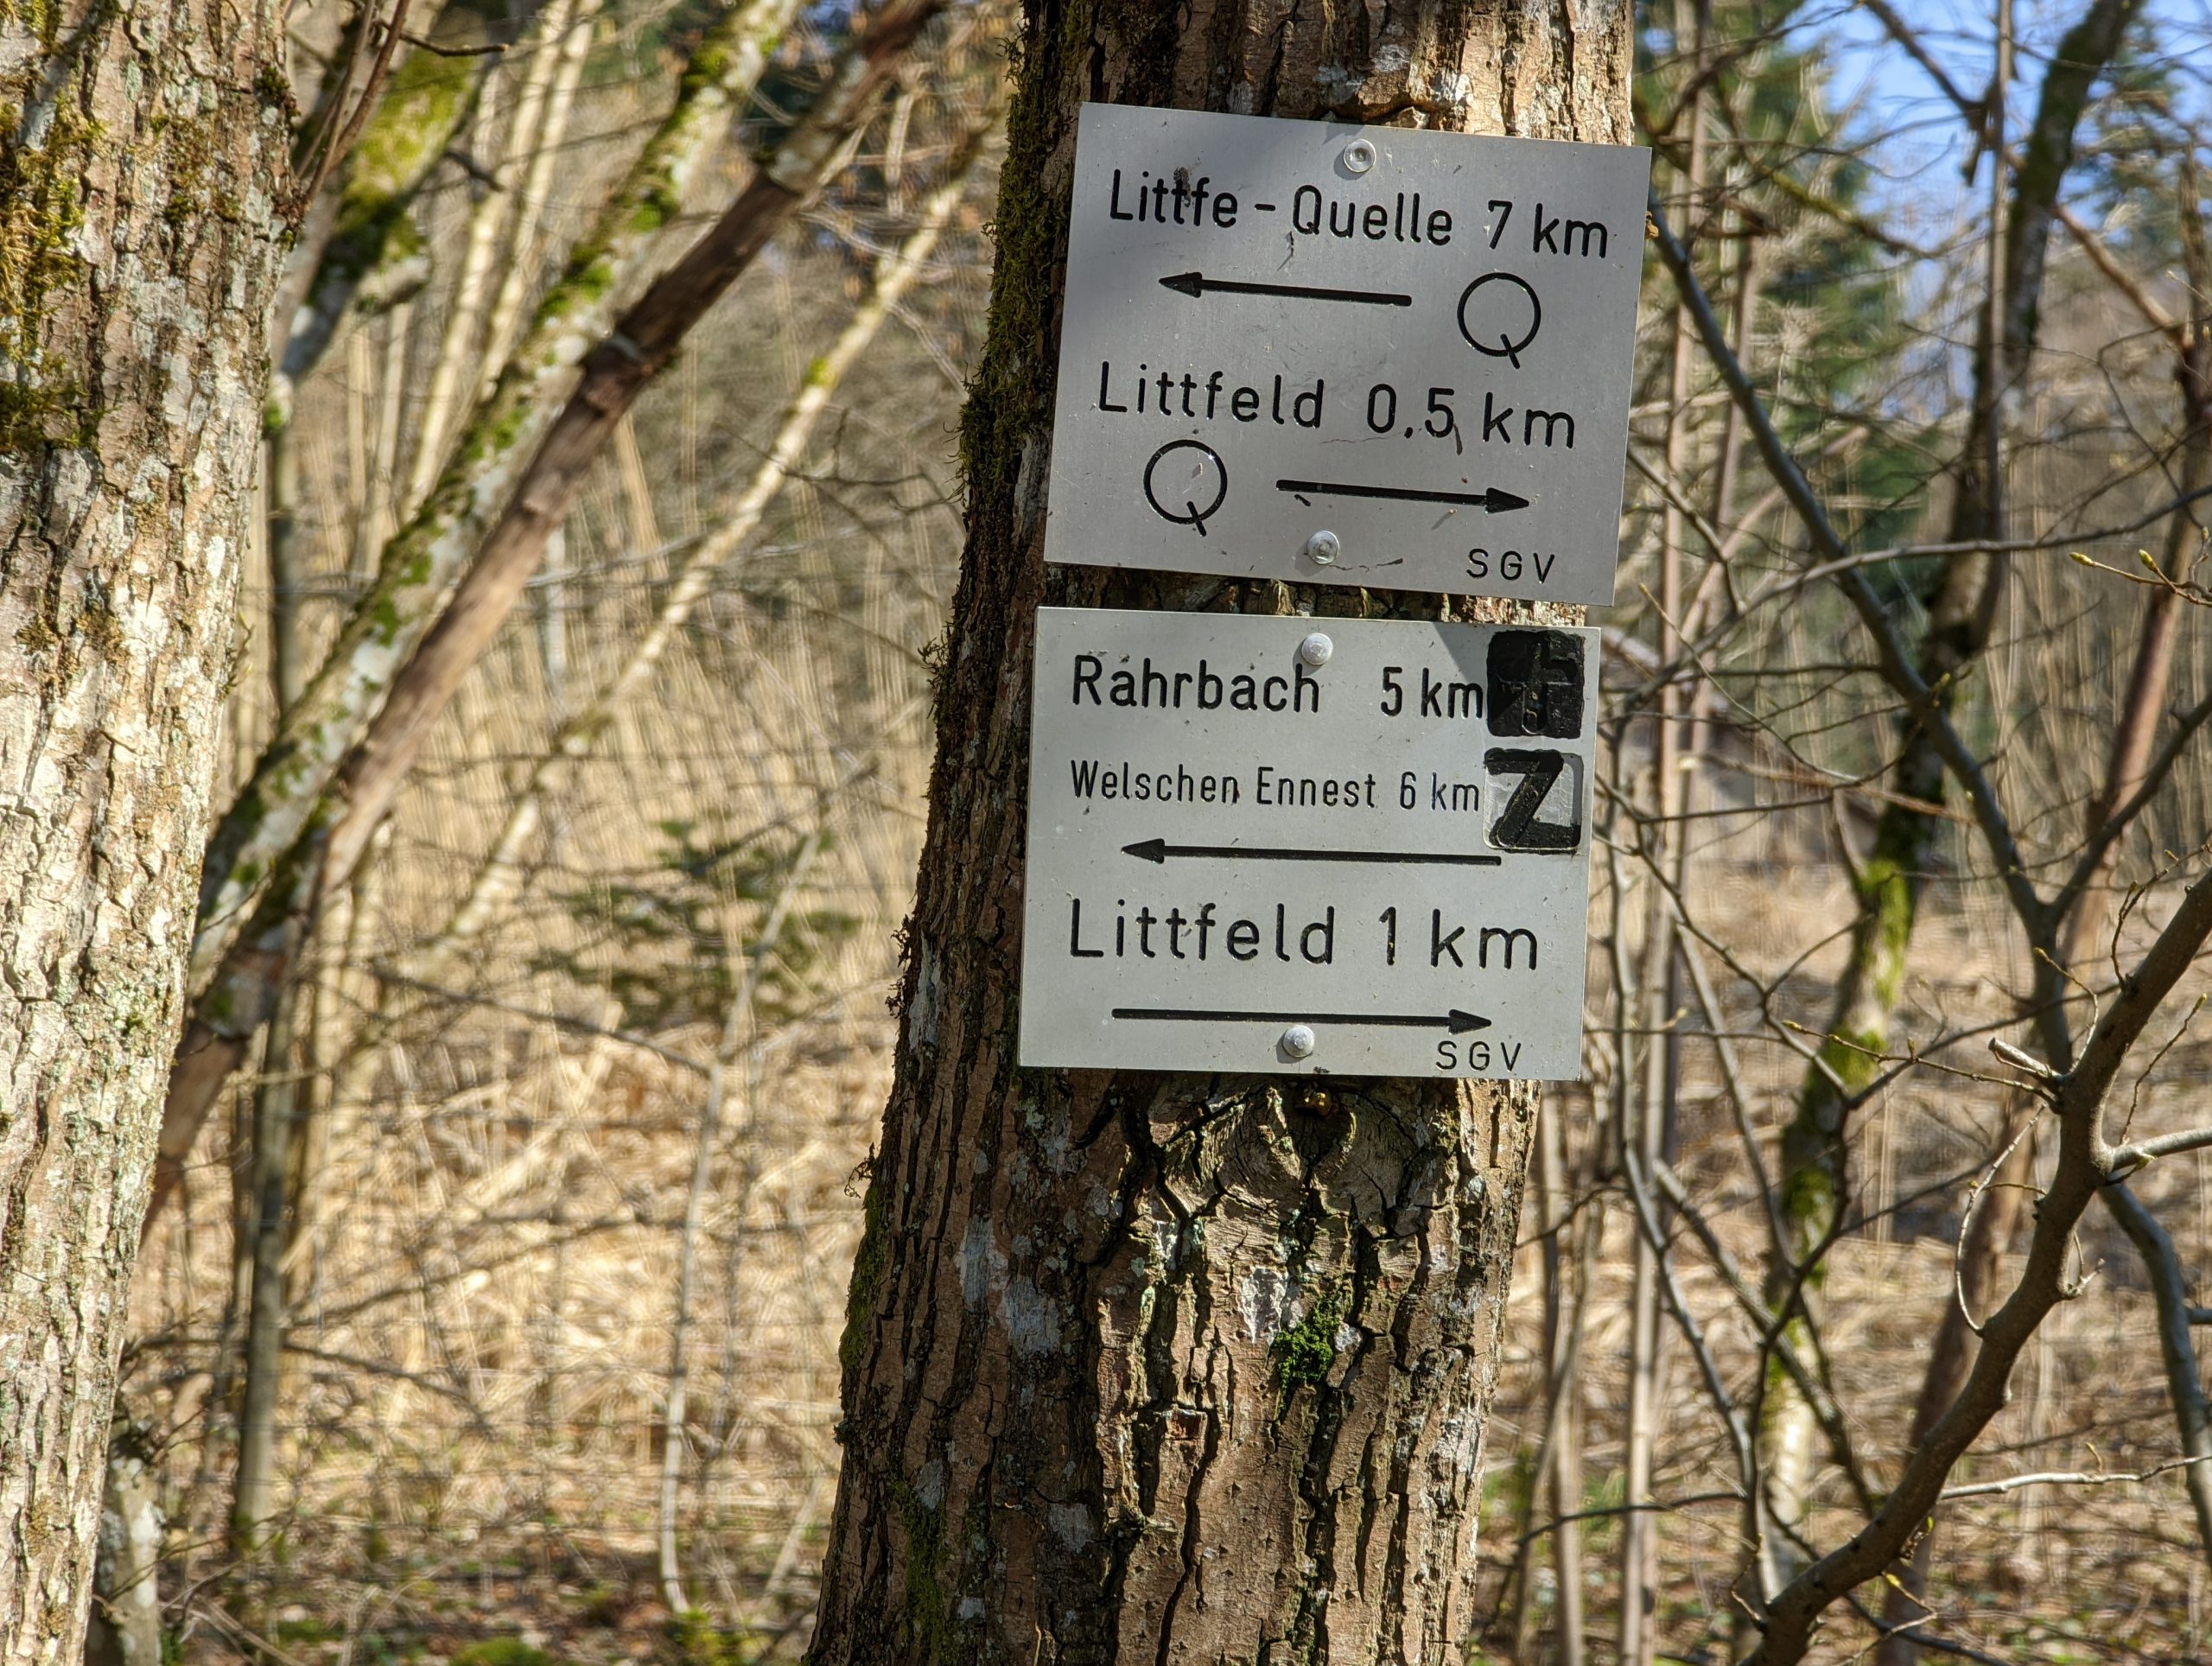 Littfe - Quelle 7 km
Q
Littfeld 0,5 km
Q
SGV
Rahrbach 5 km
Welschen Ennest 6 km Z
Littfeld 1 km
SGV